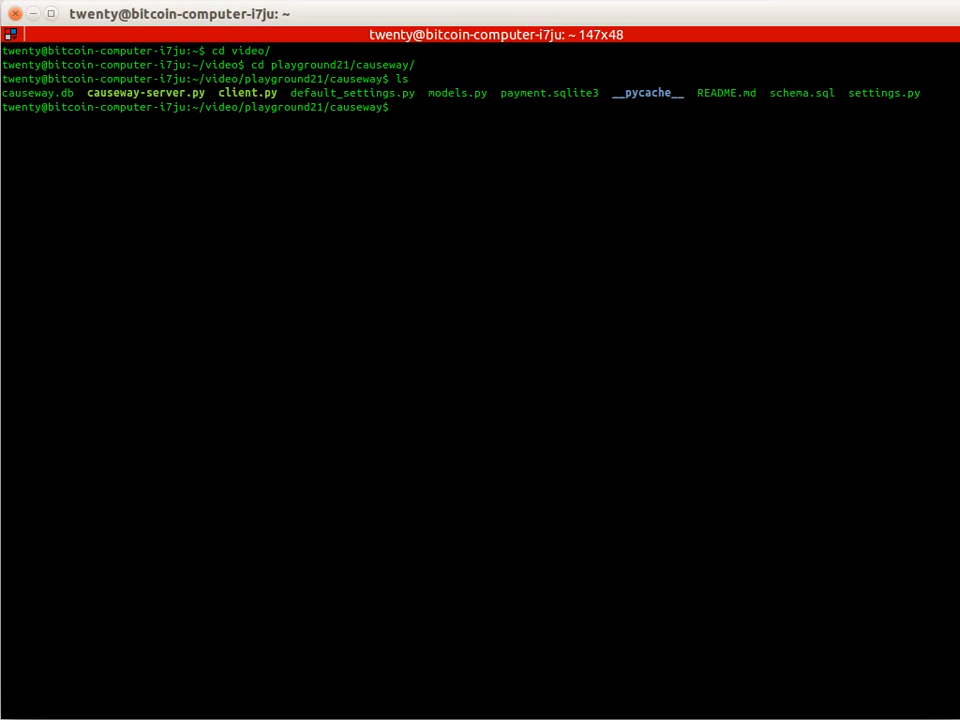 twenty@bitcoin-computer-i7ju: ~
twenty@bitcoin-computer-i7ju: ~ 147x48
twenty@bitcoin-computer-i7ju:~$ cd video/
twenty@bitcoin-computer-i7ju:~/video$ cd playground21/causeway/
twenty@bitcoin-computer-i7ju:~/video/playground21/causeway$ ls
causeway.db causeway-server.py client.py default_settings.py models.py payment.sqlite3 __pycache__ README.md schema.sql settings.py
twenty@bitcoin-computer-i7ju:~/video/playground21/causeway$